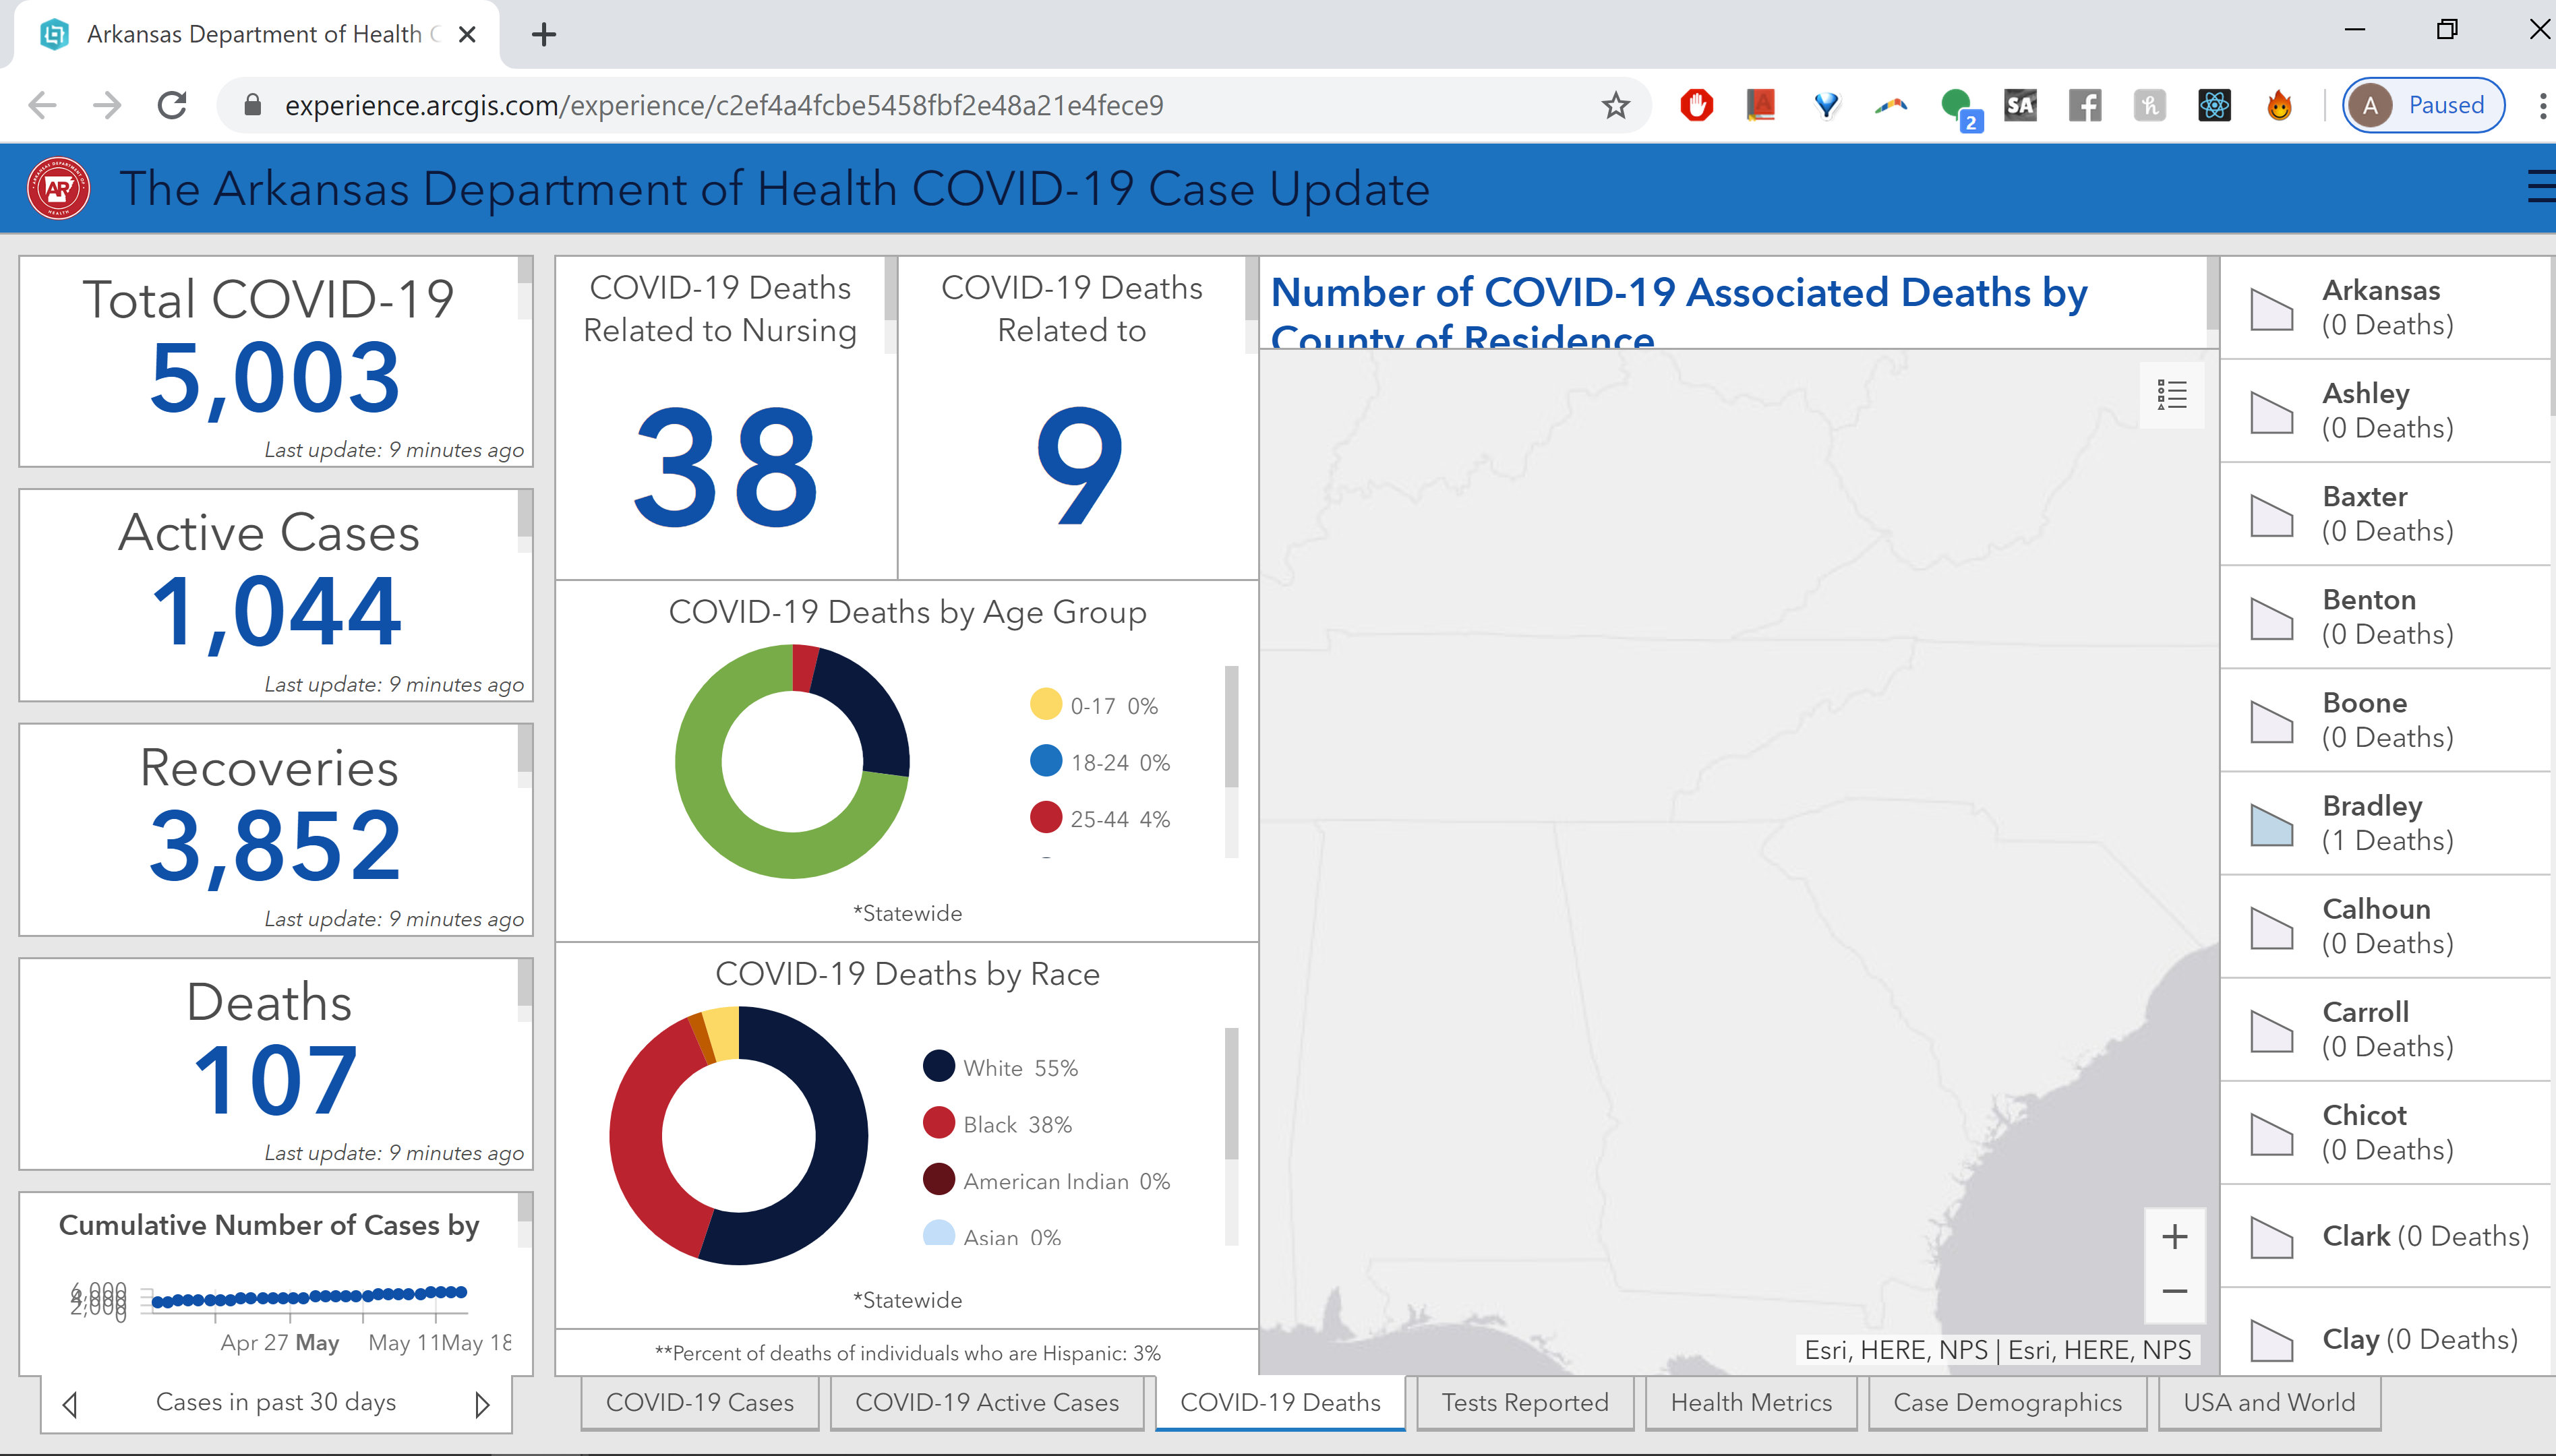 Arkansas Department of Health C
experience.arcgis.com/experience/c2ef4a4fcbe5458fbf2e48a21e4fece9
2
SA
A Paused
AR
The Arkansas Department of Health COVID-19 Case Update
Total COVID-19
5,003
Last update: 9 minutes ago
Active Cases
1,044
Last update: 9 minutes ago
Recoveries
3,852
Last update: 9 minutes ago
Deaths
107
Last update: 9 minutes ago
Cumulative Number of Cases by
6,000
2,000
0
Apr 27 May May 11 May 18
Cases in past 30 days
COVID-19 Deaths
Related to Nursing
38
COVID-19 Deaths
Related to
9
COVID-19 Deaths by Age Group
0-17 0%
18-24 0%
25-44 4%
*Statewide
COVID-19 Deaths by Race
White 55%
Black 38%
American Indian 0%
Asian 0%
*Statewide
**Percent of deaths of individuals who are Hispanic: 3%
Number of COVID-19 Associated Deaths by
County of Residence
Esri, HERE, NPS | Esri, HERE, NPS
Arkansas
(0 Deaths)
Ashley
(0 Deaths)
Baxter
(0 Deaths)
Benton
(0 Deaths)
Boone
(0 Deaths)
Bradley
(1 Deaths)
Calhoun
(0 Deaths)
Carroll
(0 Deaths)
Chicot
(0 Deaths)
Clark (0 Deaths)
Clay (0 Deaths)
COVID-19 Cases
COVID-19 Active Cases
COVID-19 Deaths
Tests Reported
Health Metrics
Case Demographics
USA and World